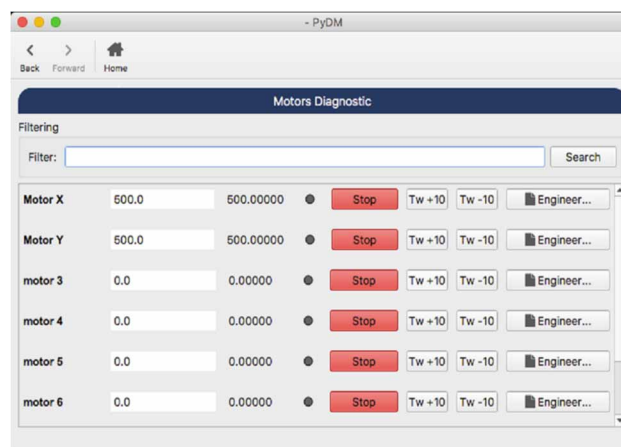 - PyDM
Back Forward Home
Motors Diagnostic
Filtering
Filter: Search
Motor X 500.0 500.00000 Stop Tw +10 Tw -10 Engineer...
Motor Y 500.0 500.00000 Stop Tw +10 Tw -10 Engineer...
motor 3 0.0 0.00000 Stop Tw +10 Tw -10 Engineer...
motor 4 0.0 0.00000 Stop Tw +10 Tw -10 Engineer...
motor 5 0.0 0.00000 Stop Tw +10 Tw -10 Engineer...
motor 6 0.0 0.00000 Stop Tw +10 Tw -10 Engineer...